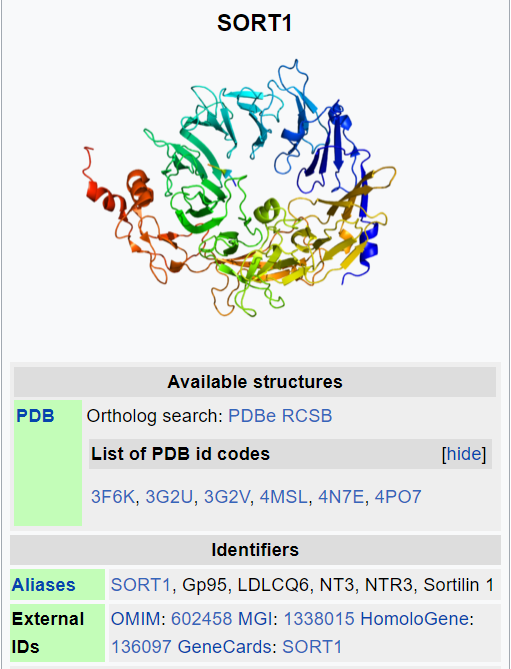 SORT1
Available structures
PDB
Ortholog search: PDBe RCSB
List of PDB id codes [hide]
3F6K, 3G2U, 3G2V, 4MSL, 4N7E, 4PO7
Identifiers
Aliases SORT1, Gp95, LDLCQ6, NT3, NTR3, Sortilin 1
External OMIM: 602458 MGI: 1338015 HomoloGene:
IDs 136097 GeneCards: SORT1